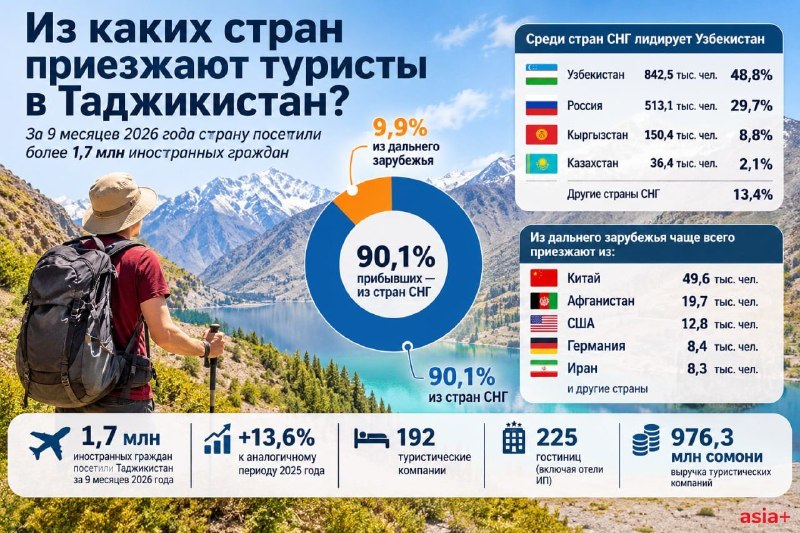 Из каких стран
приезжают туристы
в Таджикистан?
За 9 месяцев 2026 года страну посетили
более 1,7 млн иностранных граждан
9,9%
из дальнего
зарубежья
90,1%
прибывших —
из стран СНГ
90,1%
из стран СНГ
Среди стран СНГ лидирует Узбекистан
Узбекистан 842,5 тыс. чел. 48,8%
Россия 513,1 тыс. чел. 29,7%
Кыргызстан 150,4 тыс. чел. 8,8%
Казахстан 36,4 тыс. чел. 2,1%
Другие страны СНГ 13,4%
Из дальнего зарубежья чаще всего
приезжают из:
Китай 49,6 тыс. чел.
Афганистан 19,7 тыс. чел.
США 12,8 тыс. чел.
Германия 8,4 тыс. чел.
Иран 8,3 тыс. чел.
и другие страны
1,7 млн
иностранных граждан
посетили Таджикистан
за 9 месяцев 2026 года
+13,6%
к аналогичному
периоду 2025 года
192
туристические
компании
225
гостиниц
(включая отели
ИП)
976,3
млн сомони
выручка туристических
компаний
asia+